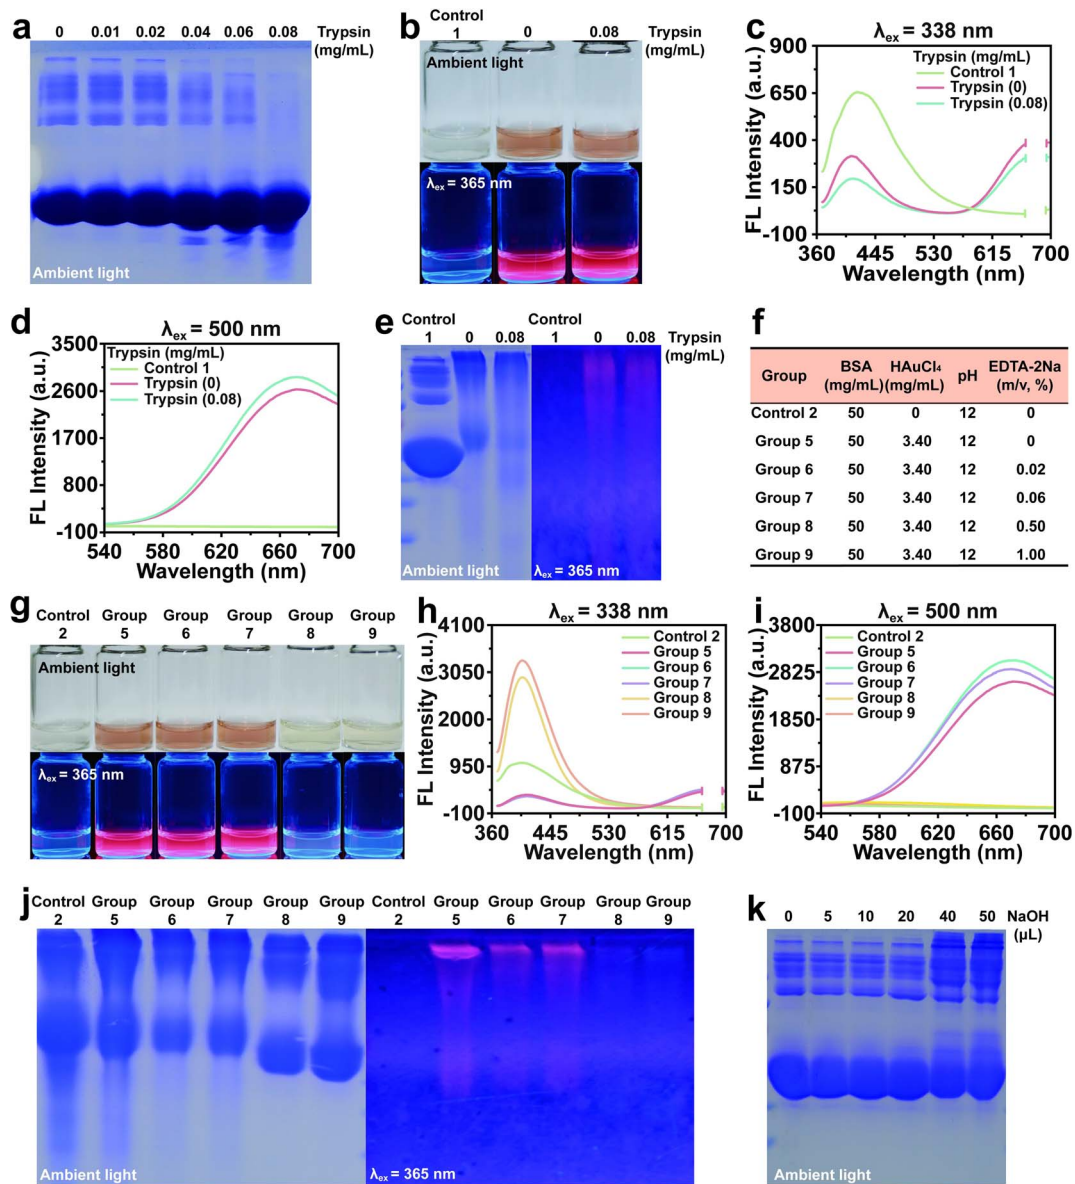 a
0 0.01 0.02 0.04 0.06 0.08 Trypsin
(mg/mL)
Ambient light
b
Control
1 0 0.08 Trypsin
(mg/mL)
Ambient light
λex = 365 nm
c
λex = 338 nm
Trypsin (mg/mL)
Control 1
Trypsin (0)
Trypsin (0.08)
FL Intensity (a.u.)
900
650
400
150
-100
360 445 530 615 700
Wavelength (nm)
d
λex = 500 nm
Trypsin (mg/mL)
Control 1
Trypsin (0)
Trypsin (0.08)
FL Intensity (a.u.)
3500
2600
1700
800
-100
540 580 620 660 700
Wavelength (nm)
e
Control Control
1 0 0.08 1 0 0.08 Trypsin
(mg/mL)
Ambient light
λex = 365 nm
f
Group BSA (mg/mL) HAuCl₄ (mg/mL) pH EDTA-2Na (m/v, %)
Control 2 50 0 12 0
Group 5 50 3.40 12 0
Group 6 50 3.40 12 0.02
Group 7 50 3.40 12 0.06
Group 8 50 3.40 12 0.50
Group 9 50 3.40 12 1.00
g
Control Group Group Group Group Group
2 5 6 7 8 9
Ambient light
λex = 365 nm
h
λex = 338 nm
Control 2
Group 5
Group 6
Group 7
Group 8
Group 9
FL Intensity (a.u.)
4100
3050
2000
950
-100
360 445 530 615 700
Wavelength (nm)
i
λex = 500 nm
Control 2
Group 5
Group 6
Group 7
Group 8
Group 9
FL Intensity (a.u.)
3800
2825
1850
875
-100
540 580 620 660 700
Wavelength (nm)
j
Control Group Group Group Group Group Control Group Group Group Group Group
2 5 6 7 8 9 2 5 6 7 8 9
Ambient light
λex = 365 nm
k
0 5 10 20 40 50 NaOH
(μL)
Ambient light